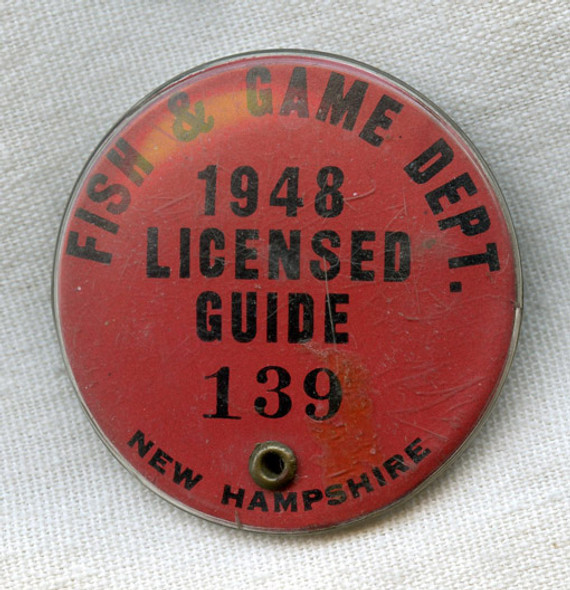 FISH & GAME DEPT.
1948
LICENSED
GUIDE
139
NEW HAMPSHIRE